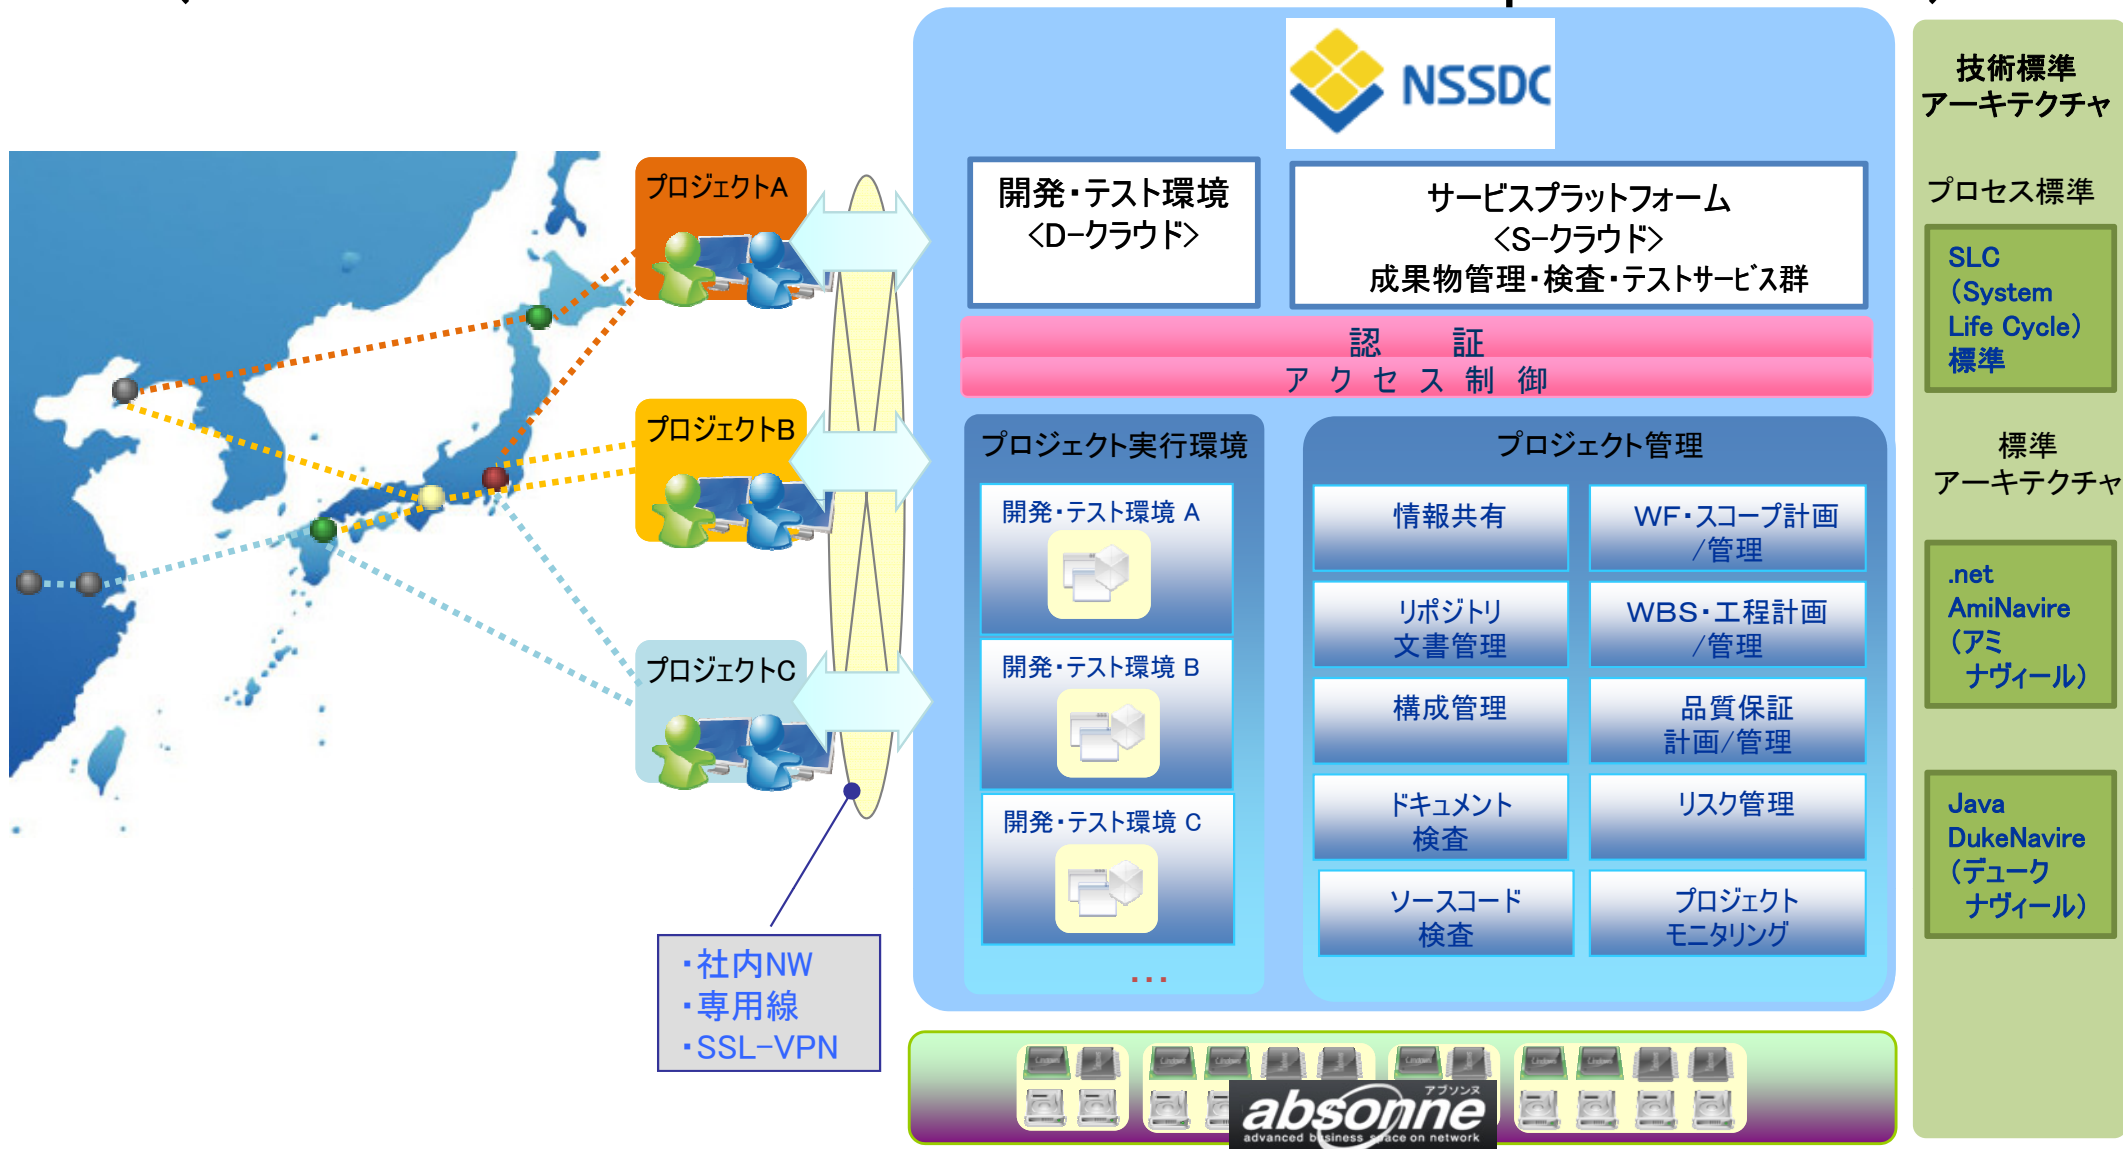 NSSDC
技術標準
アーキテクチャ
プロセス標準
SLC
（System
Life Cycle）
標準
標準
アーキテクチャ
.net
AmiNavire
（アミ
ナヴィール）
Java
DukeNavire
（デューク
ナヴィール）
プロジェクトA
プロジェクトB
プロジェクトC
・社内NW
・専用線
・SSL-VPN
開発・テスト環境
<D-クラウド>
サービスプラットフォーム
<S-クラウド>
成果物管理・検査・テストサービス群
認　証
アクセス制御
プロジェクト実行環境
開発・テスト環境 A
開発・テスト環境 B
開発・テスト環境 C
...
プロジェクト管理
情報共有
WF・スコープ計画
/管理
リポジトリ
文書管理
WBS・工程計画
/管理
構成管理
品質保証
計画/管理
ドキュメント
検査
リスク管理
ソースコード
検査
プロジェクト
モニタリング
アブソンヌ
absonne
advanced business space on network